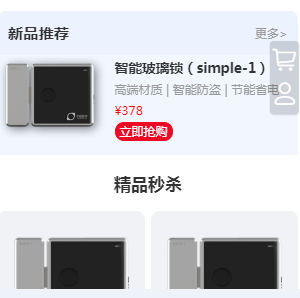 新品推荐
更多>
智能玻璃锁（simple-1）
高端材质 | 智能防盗 | 节能省电
¥378
立即抢购
精品秒杀